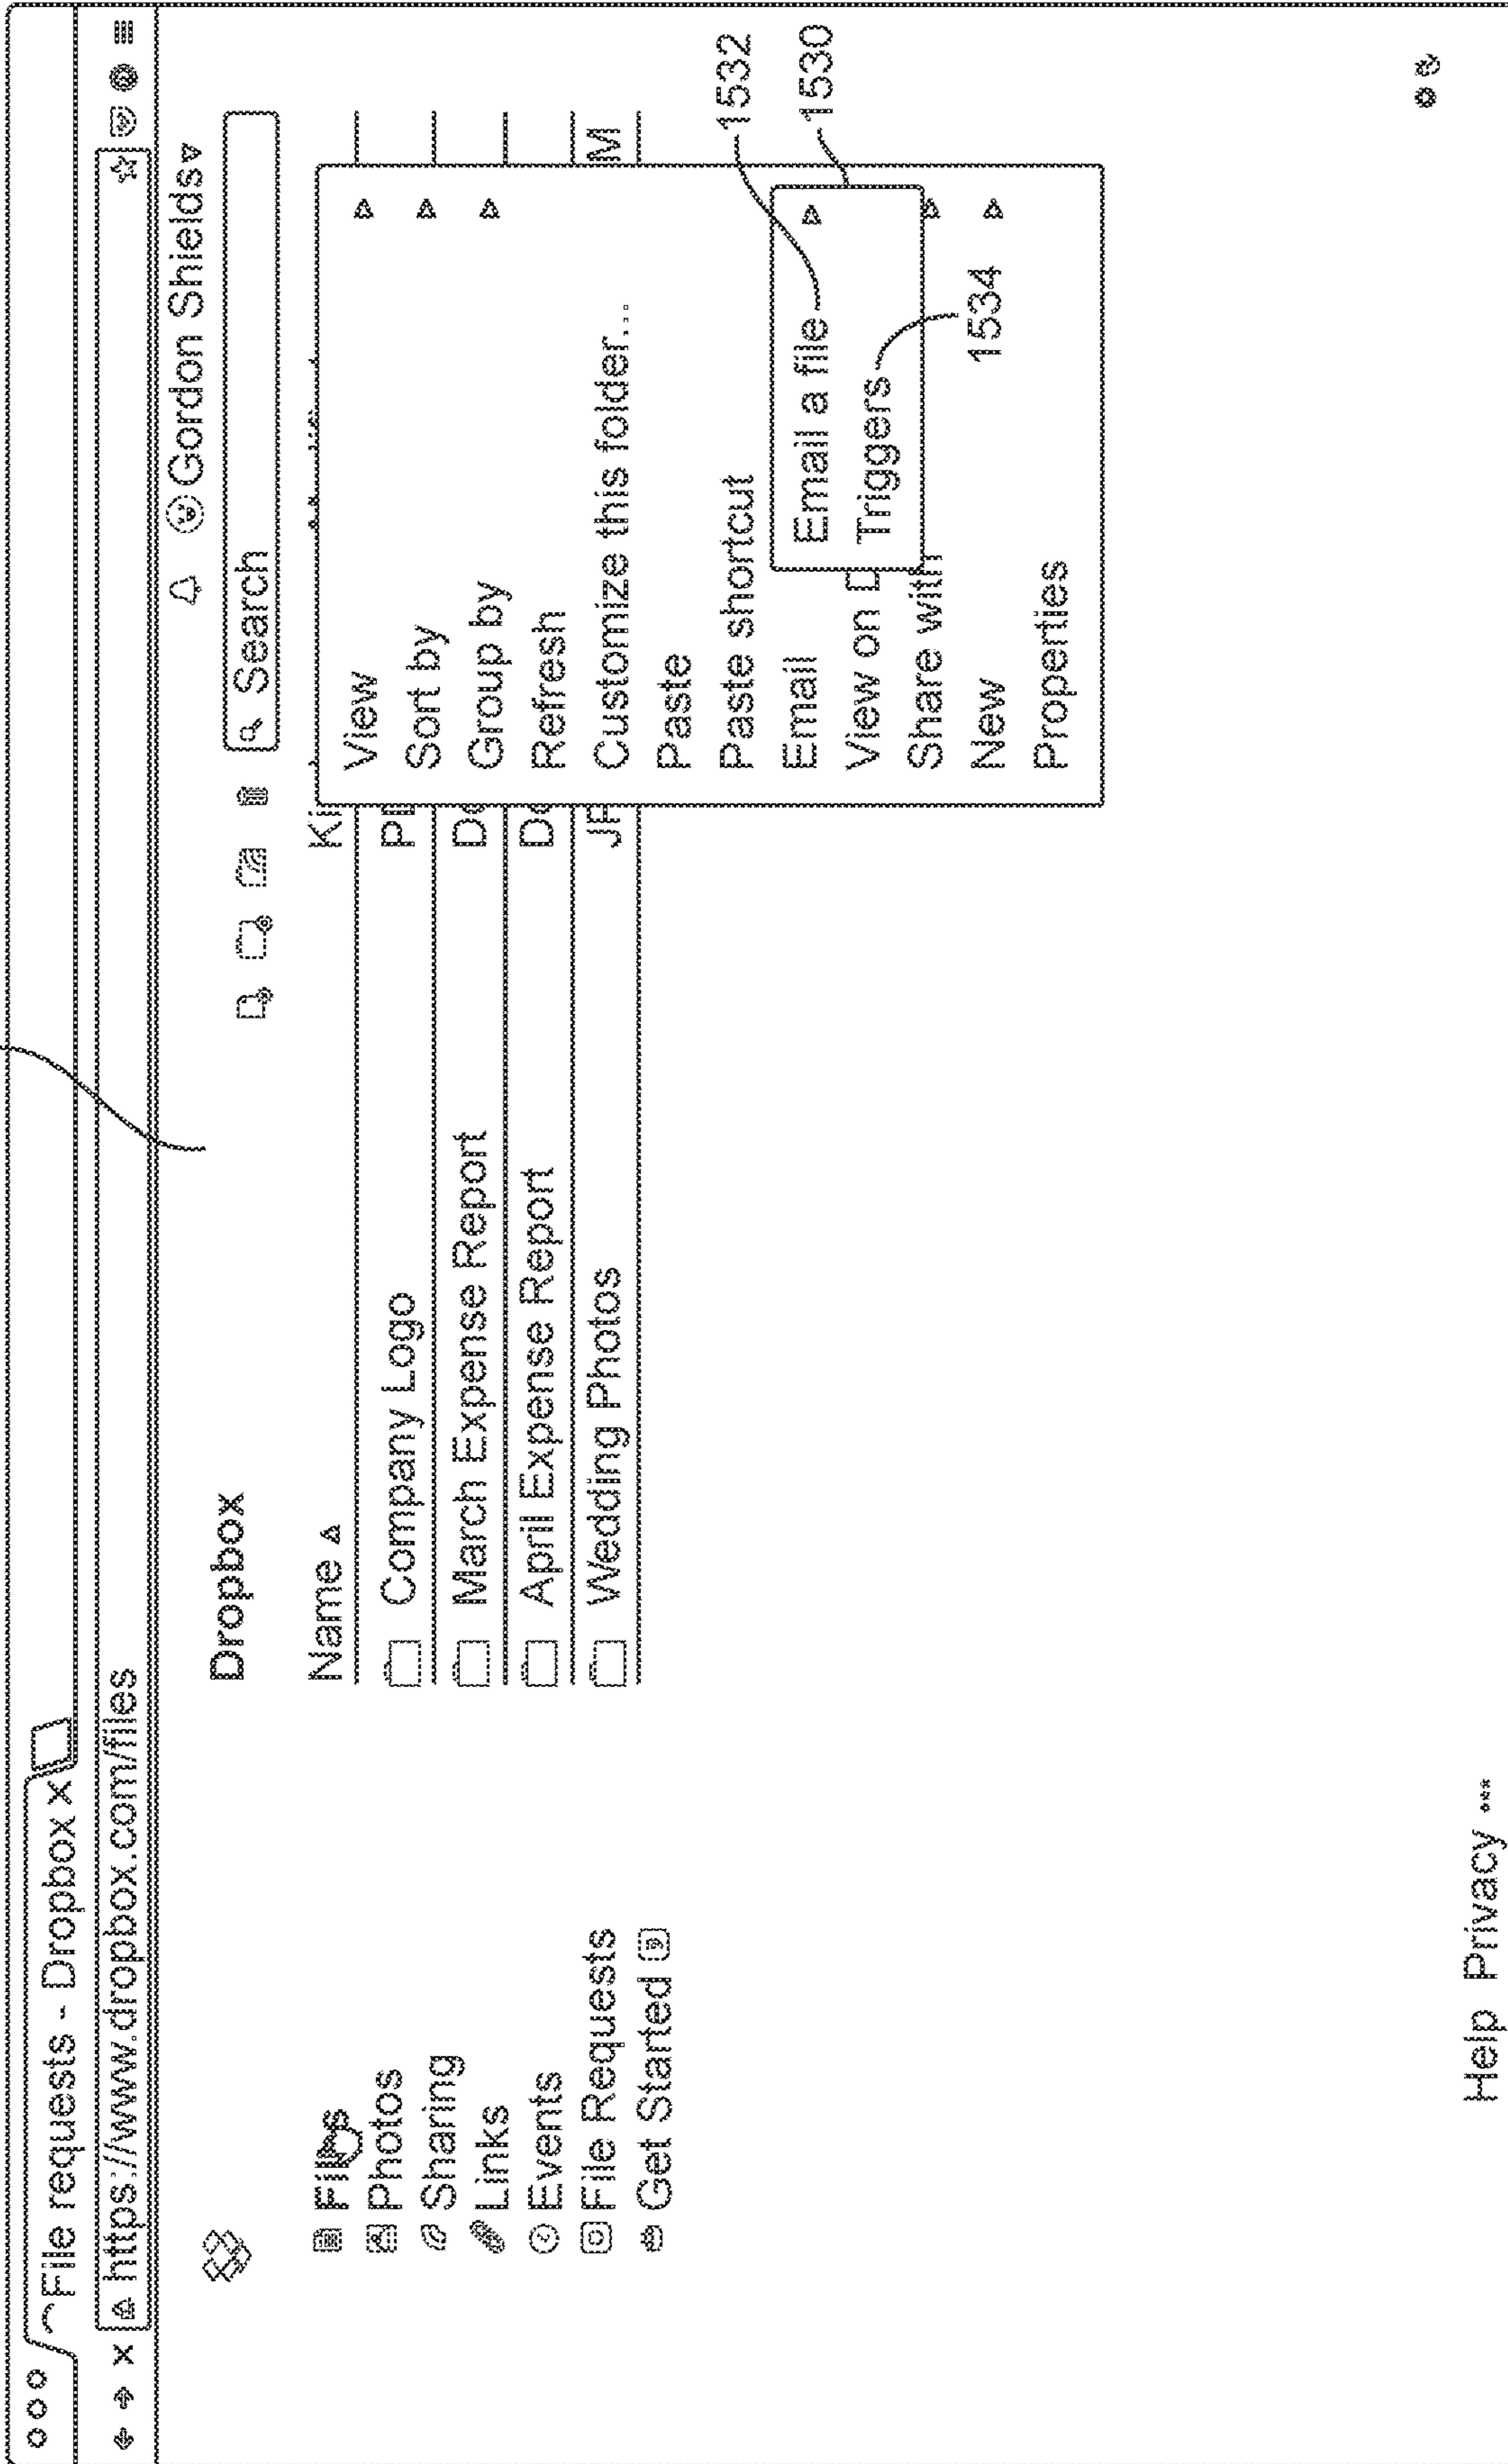 File requests - Dropbox x
https://www.dropbox.com/files
Gordon Shields
Dropbox
Search
Name
Company Logo
March Expense Report
April Expense Report
Wedding Photos
M
Files
Photos
Sharing
Links
Events
File Requests
Get Started
View
Sort by
Group by
Refresh
Customize this folder...
Paste
Paste shortcut
Email
View on
Share with
New
Properties
Email a file
Triggers
1532
1530
1534
Help Privacy •••